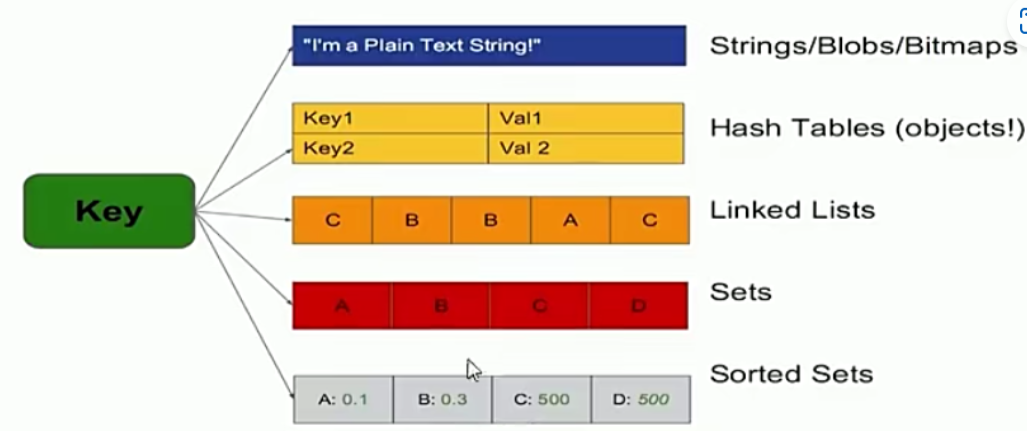 "I'm a Plain Text String!"
Strings/Blobs/Bitmaps
Key1 Val1
Key2 Val 2
Hash Tables (objects!)
Key
C B B A C
Linked Lists
A B C D
Sets
A: 0.1 B: 0.3 C: 500 D: 500
Sorted Sets